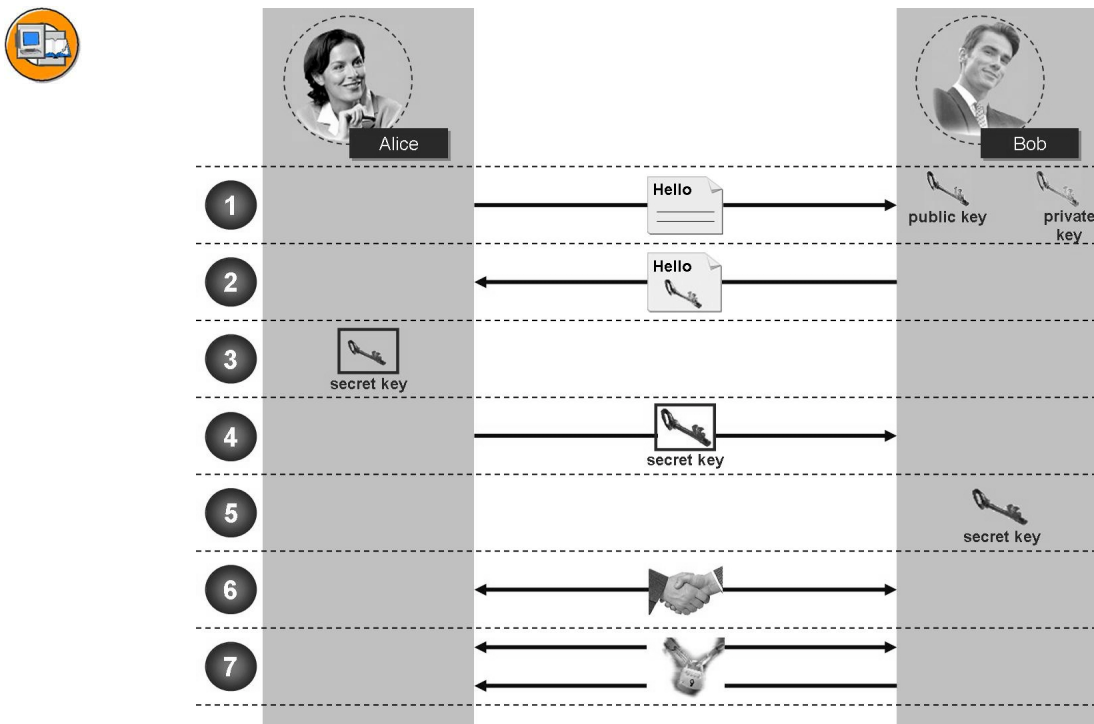 Alice
Bob
1
Hello
public key
private
key
2
Hello
3
secret key
4
secret key
5
secret key
6
7